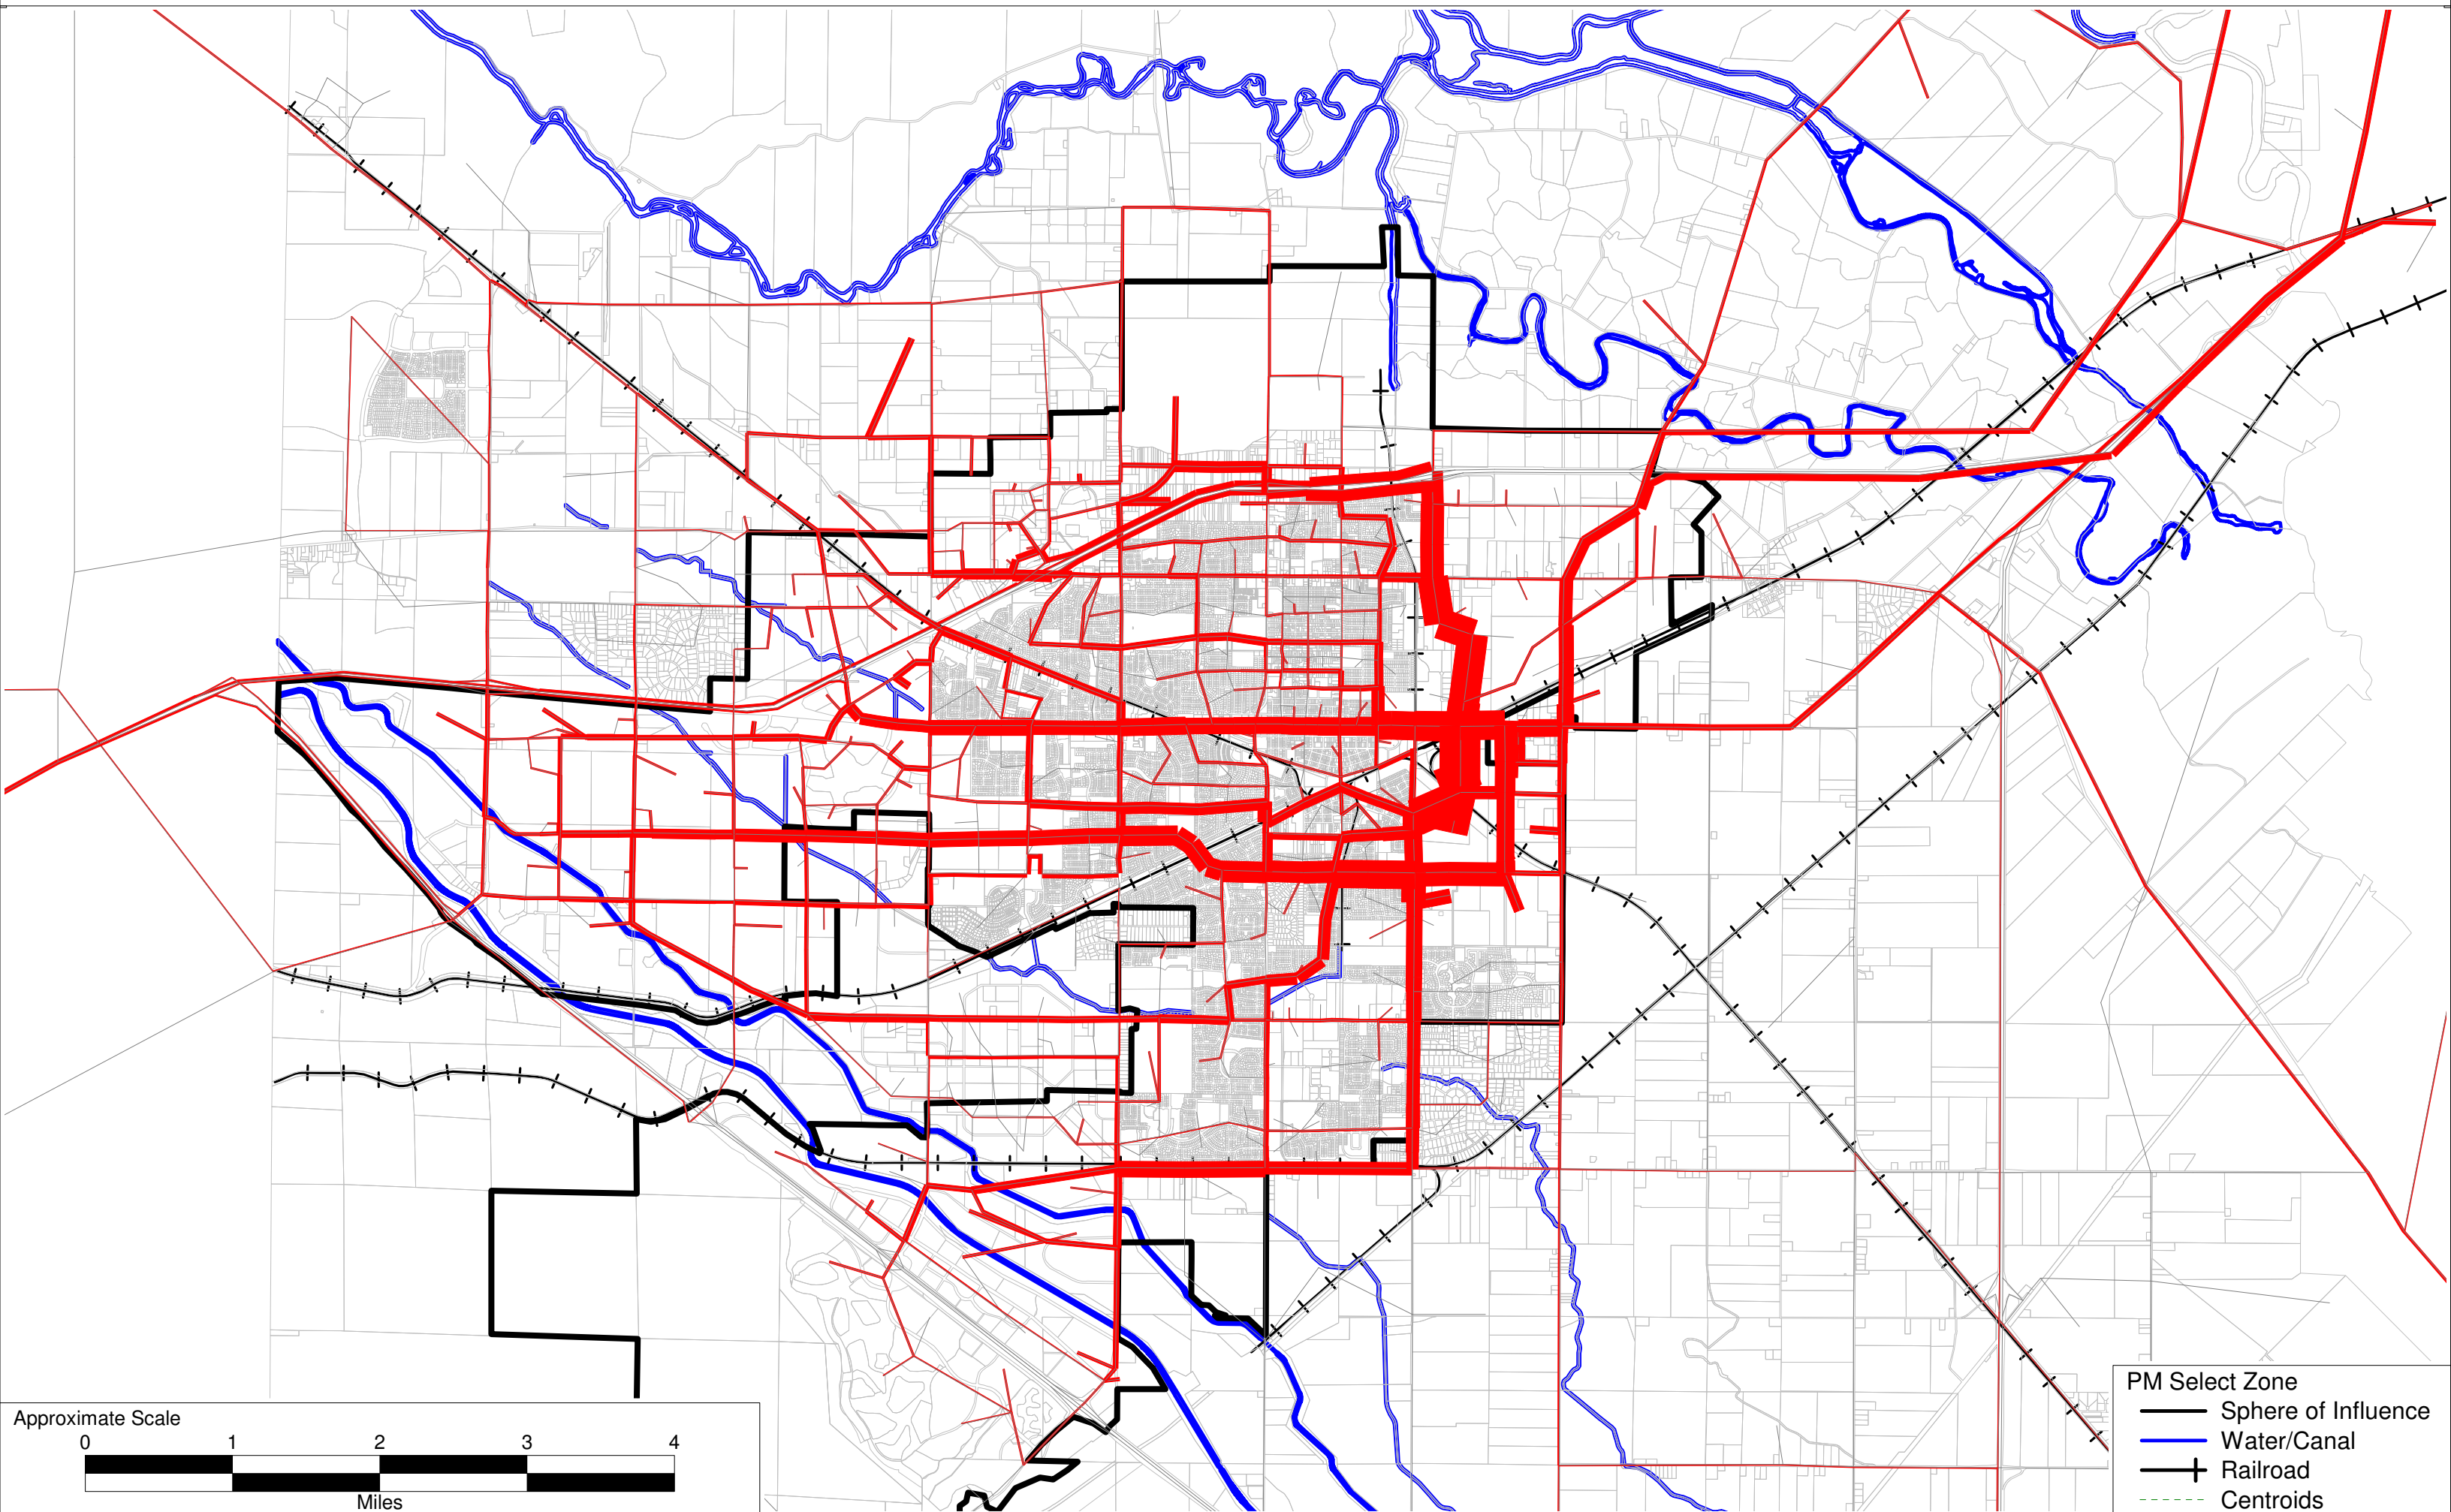 Approximate Scale
0 1 2 3 4
Miles
PM Select Zone
Sphere of Influence
Water/Canal
Railroad
Centroids